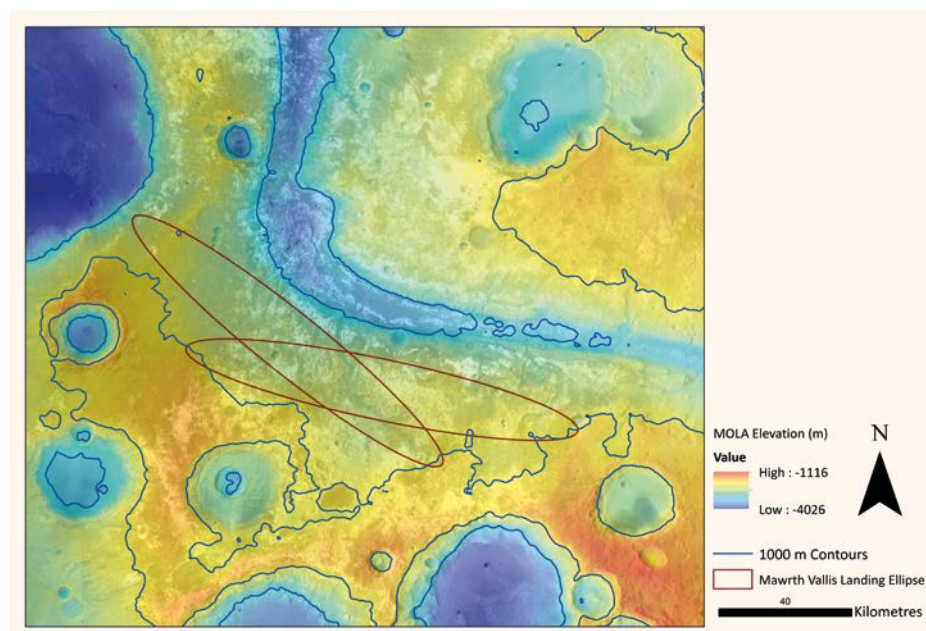 MOLA Elevation (m)
Value
High : -1116
Low : -4026
N
1000 m Contours
Mawrth Vallis Landing Ellipse
40
Kilometres